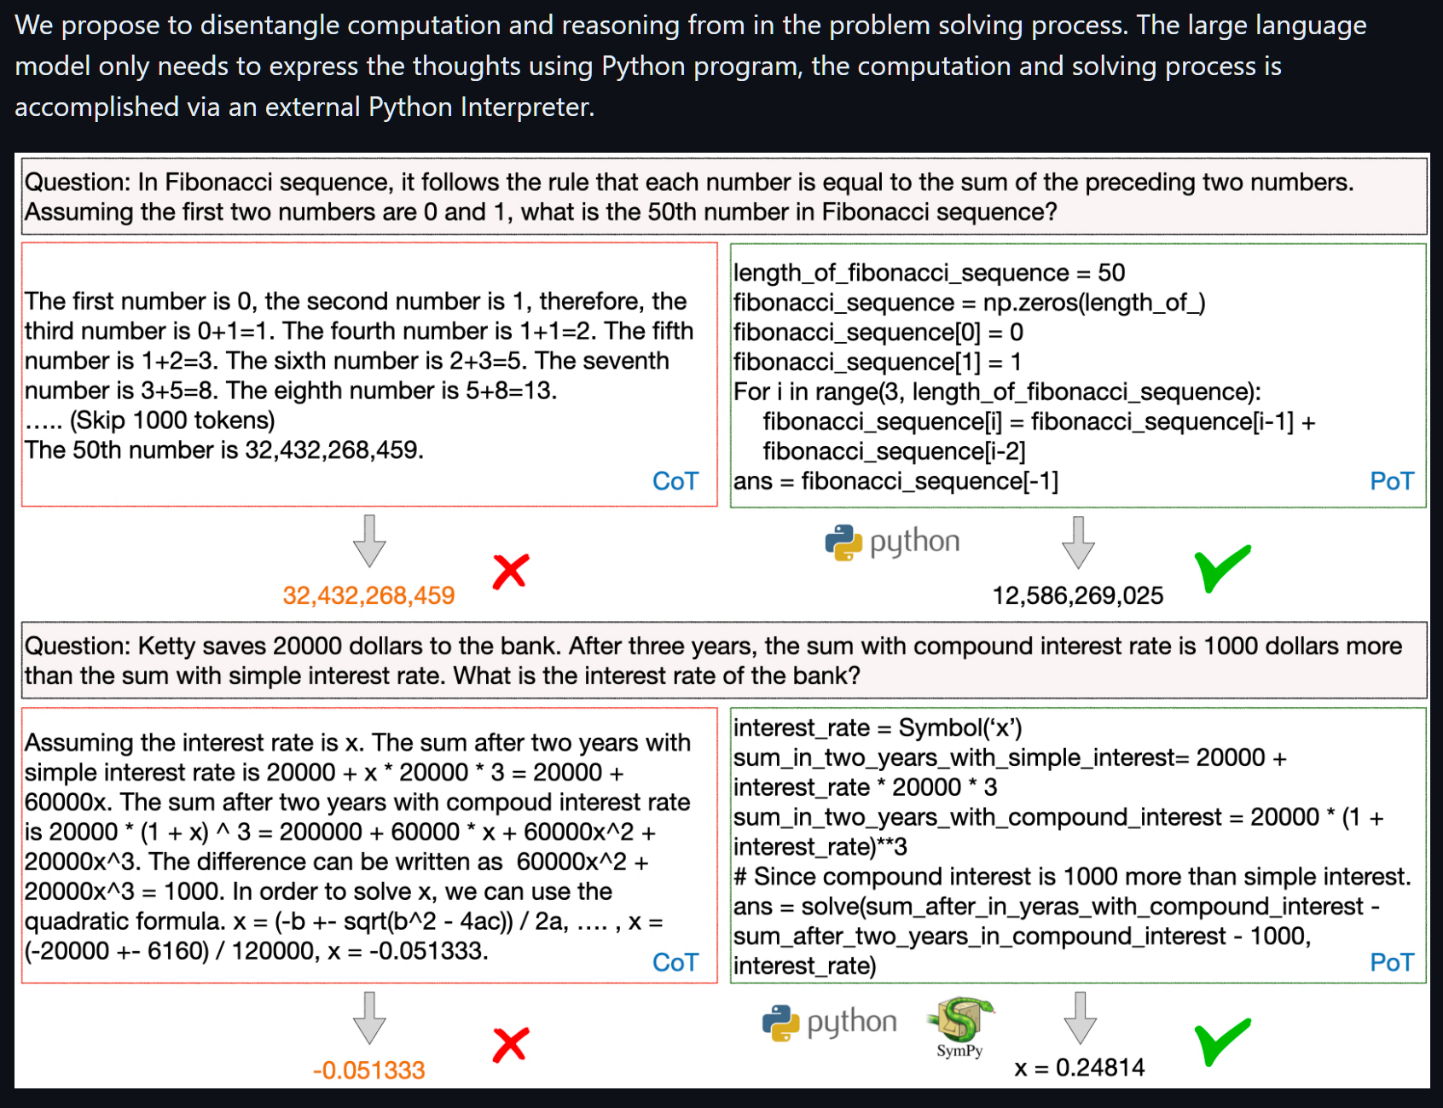 We propose to disentangle computation and reasoning from in the problem solving process. The large language
model only needs to express the thoughts using Python program, the computation and solving process is
accomplished via an external Python Interpreter.
Question: In Fibonacci sequence, it follows the rule that each number is equal to the sum of the preceding two numbers.
Assuming the first two numbers are 0 and 1, what is the 50th number in Fibonacci sequence?
The first number is 0, the second number is 1, therefore, the
third number is 0+1=1. The fourth number is 1+1=2. The fifth
number is 1+2=3. The sixth number is 2+3=5. The seventh
number is 3+5=8. The eighth number is 5+8=13.
..... (Skip 1000 tokens)
The 50th number is 32,432,268,459.
CoT
length_of_fibonacci_sequence = 50
fibonacci_sequence = np.zeros(length_of_)
fibonacci_sequence[0] = 0
fibonacci_sequence[1] = 1
For i in range(3, length_of_fibonacci_sequence):
    fibonacci_sequence[i] = fibonacci_sequence[i-1] +
    fibonacci_sequence[i-2]
ans = fibonacci_sequence[-1]
PoT
32,432,268,459
python
12,586,269,025
Question: Ketty saves 20000 dollars to the bank. After three years, the sum with compound interest rate is 1000 dollars more
than the sum with simple interest rate. What is the interest rate of the bank?
Assuming the interest rate is x. The sum after two years with
simple interest rate is 20000 + x * 20000 * 3 = 20000 +
60000x. The sum after two years with compoud interest rate
is 20000 * (1 + x) ^ 3 = 200000 + 60000 * x + 60000x^2 +
20000x^3. The difference can be written as 60000x^2 +
20000x^3 = 1000. In order to solve x, we can use the
quadratic formula. x = (-b +- sqrt(b^2 - 4ac)) / 2a, .... , x =
(-20000 +- 6160) / 120000, x = -0.051333.
CoT
interest_rate = Symbol(‘x’)
sum_in_two_years_with_simple_interest= 20000 +
interest_rate * 20000 * 3
sum_in_two_years_with_compound_interest = 20000 * (1 +
interest_rate)**3
# Since compound interest is 1000 more than simple interest.
ans = solve(sum_after_in_yeras_with_compound_interest -
sum_after_two_years_in_compound_interest - 1000,
interest_rate)
PoT
-0.051333
python
SymPy
x = 0.24814